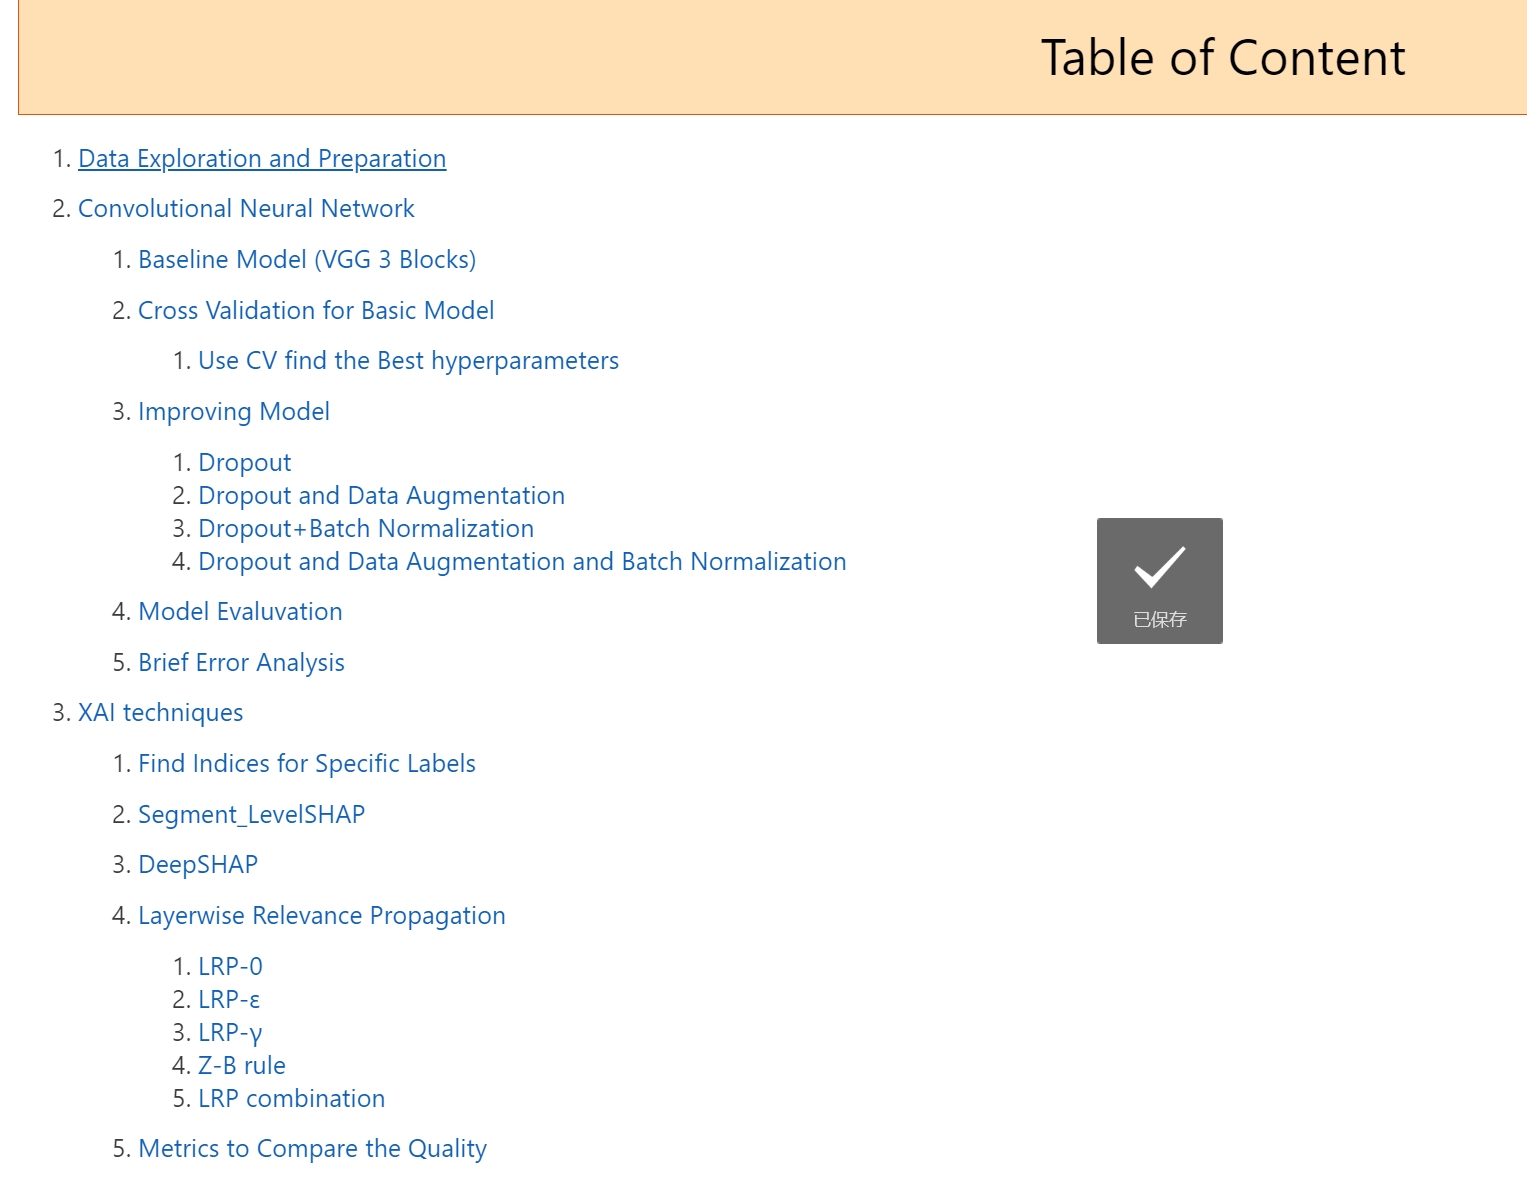 Table of Content
1. Data Exploration and Preparation
2. Convolutional Neural Network
1. Baseline Model (VGG 3 Blocks)
2. Cross Validation for Basic Model
1. Use CV find the Best hyperparameters
3. Improving Model
1. Dropout
2. Dropout and Data Augmentation
3. Dropout+Batch Normalization
4. Dropout and Data Augmentation and Batch Normalization
已保存
4. Model Evaluvation
5. Brief Error Analysis
3. XAI techniques
1. Find Indices for Specific Labels
2. Segment_LevelSHAP
3. DeepSHAP
4. Layerwise Relevance Propagation
1. LRP-0
2. LRP-ε
3. LRP-γ
4. Z-B rule
5. LRP combination
5. Metrics to Compare the Quality